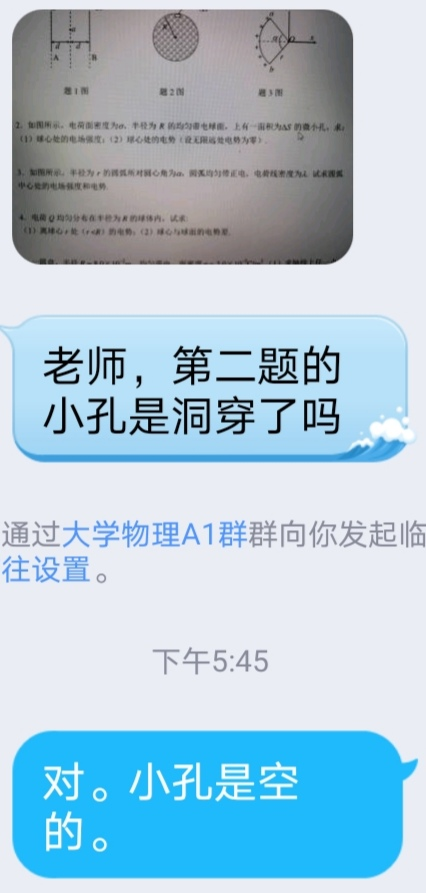 A
d
d
B
题1图
题2图
题3图
2、如图所示，电荷面密度为σ，半径为R的均匀带电球面，上有一面积为ΔS的微小孔，求：
（1）球心处的电场强度；（2）球心处的电势（设无限远处电势为零）
3、如图所示，半径为r的圆弧所对圆心角为α，圆弧均匀带正电，电荷线密度为λ 试求圆弧
中心处的电场强度和电势
4、电荷Q均匀分布在半径为R的球体内，试求：
（1）离球心r处（r<R）的电势；（2）球心与球面的电势差
老师，第二题的
小孔是洞穿了吗
通过大学物理A1群群向你发起临
往设置。
下午5:45
对。小孔是空
的。